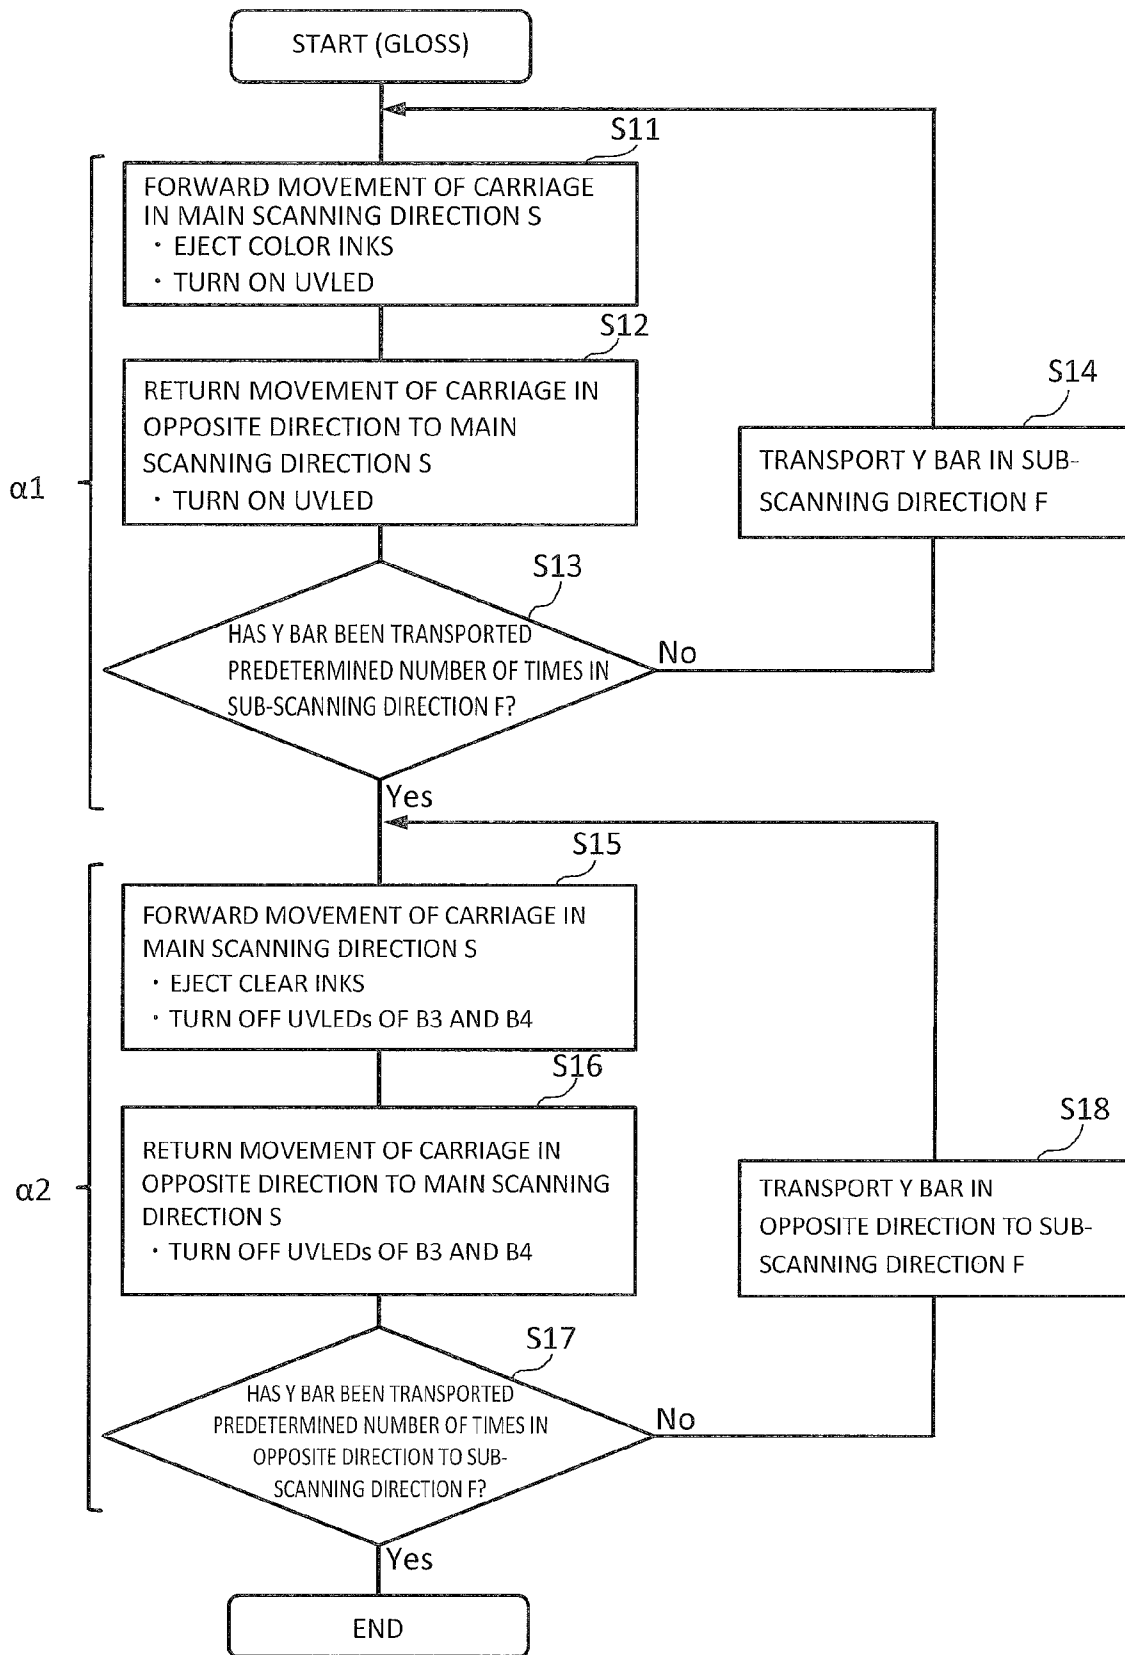 START (GLOSS)
S11
FORWARD MOVEMENT OF CARRIAGE
IN MAIN SCANNING DIRECTION S
・EJECT COLOR INKS
・TURN ON UVLED
S12
RETURN MOVEMENT OF CARRIAGE IN
OPPOSITE DIRECTION TO MAIN
SCANNING DIRECTION S
・TURN ON UVLED
S14
TRANSPORT Y BAR IN SUB-
SCANNING DIRECTION F
α1
S13
HAS Y BAR BEEN TRANSPORTED
PREDETERMINED NUMBER OF TIMES IN
SUB-SCANNING DIRECTION F?
No
Yes
S15
FORWARD MOVEMENT OF CARRIAGE IN
MAIN SCANNING DIRECTION S
・EJECT CLEAR INKS
・TURN OFF UVLEDs OF B3 AND B4
S16
RETURN MOVEMENT OF CARRIAGE IN
OPPOSITE DIRECTION TO MAIN SCANNING
DIRECTION S
・TURN OFF UVLEDs OF B3 AND B4
S18
TRANSPORT Y BAR IN
OPPOSITE DIRECTION TO SUB-
SCANNING DIRECTION F
α2
S17
HAS Y BAR BEEN TRANSPORTED
PREDETERMINED NUMBER OF TIMES IN
OPPOSITE DIRECTION TO SUB-
SCANNING DIRECTION F?
No
Yes
END